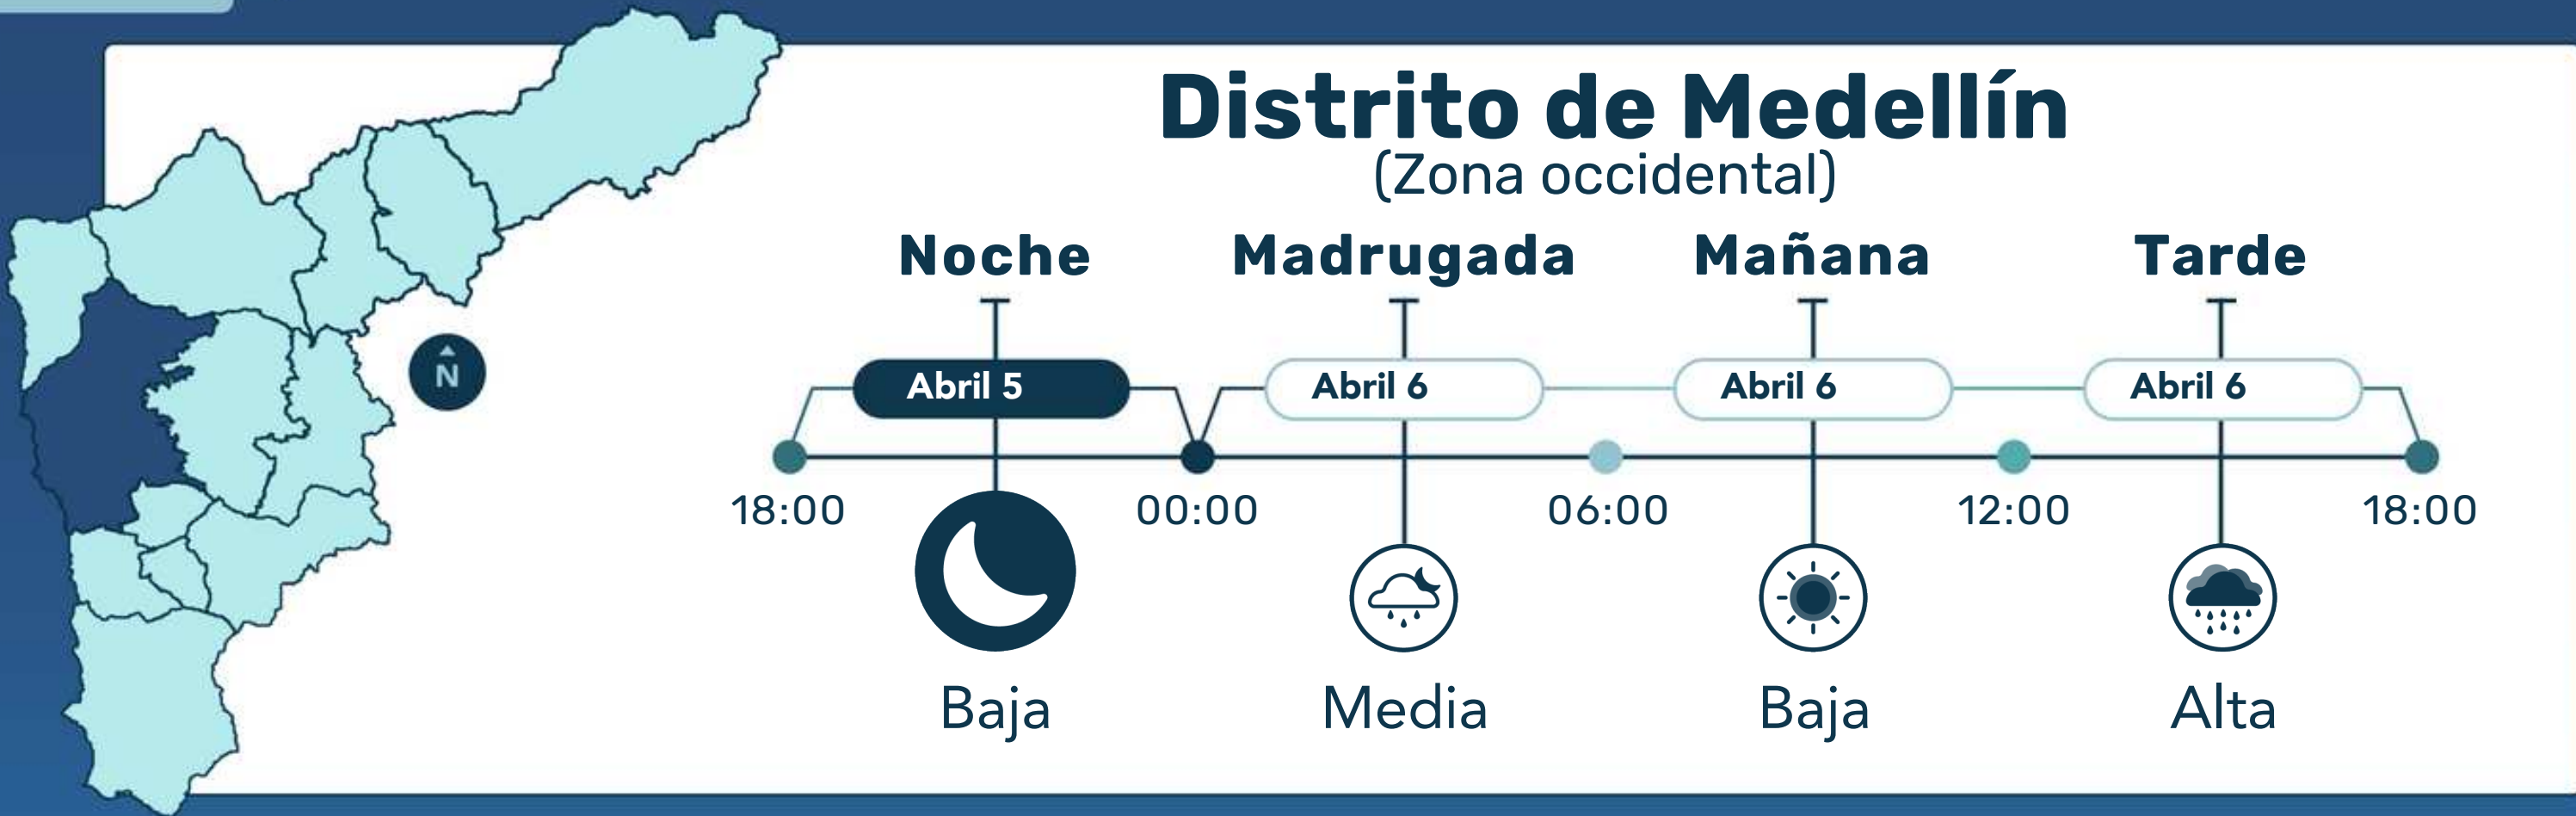 Distrito de Medellín
(Zona occidental)
Noche Madrugada Mañana Tarde
Abril 5 Abril 6 Abril 6 Abril 6
N
18:00 00:00 06:00 12:00 18:00
Baja Media Baja Alta